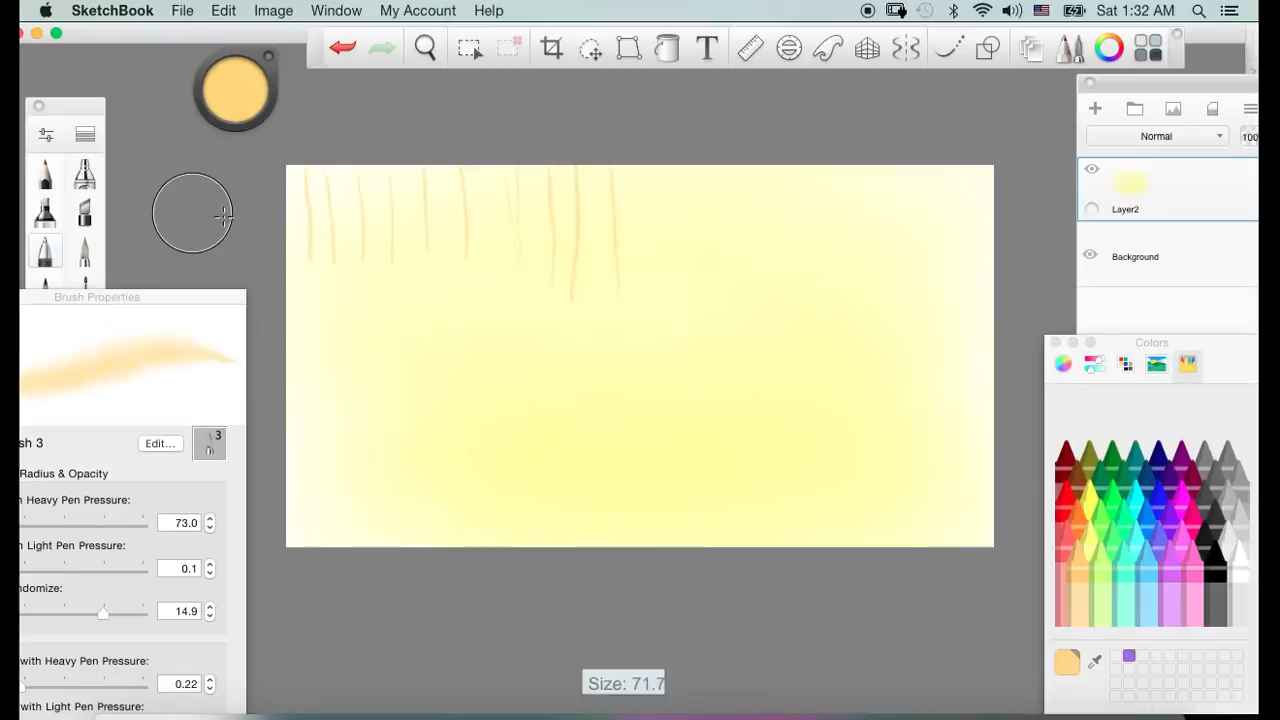 SketchBook File Edit Image Window My Account Help Sat 1:32 AM
T
Normal
100
Layer2
Background
Brush Properties
Colors
3
sh 3 Edit...
Radius & Opacity
Heavy Pen Pressure:
73.0
Light Pen Pressure:
0.1
ndomize:
14.9
with Heavy Pen Pressure:
0.22
with Light Pen Pressure:
Size: 71.7